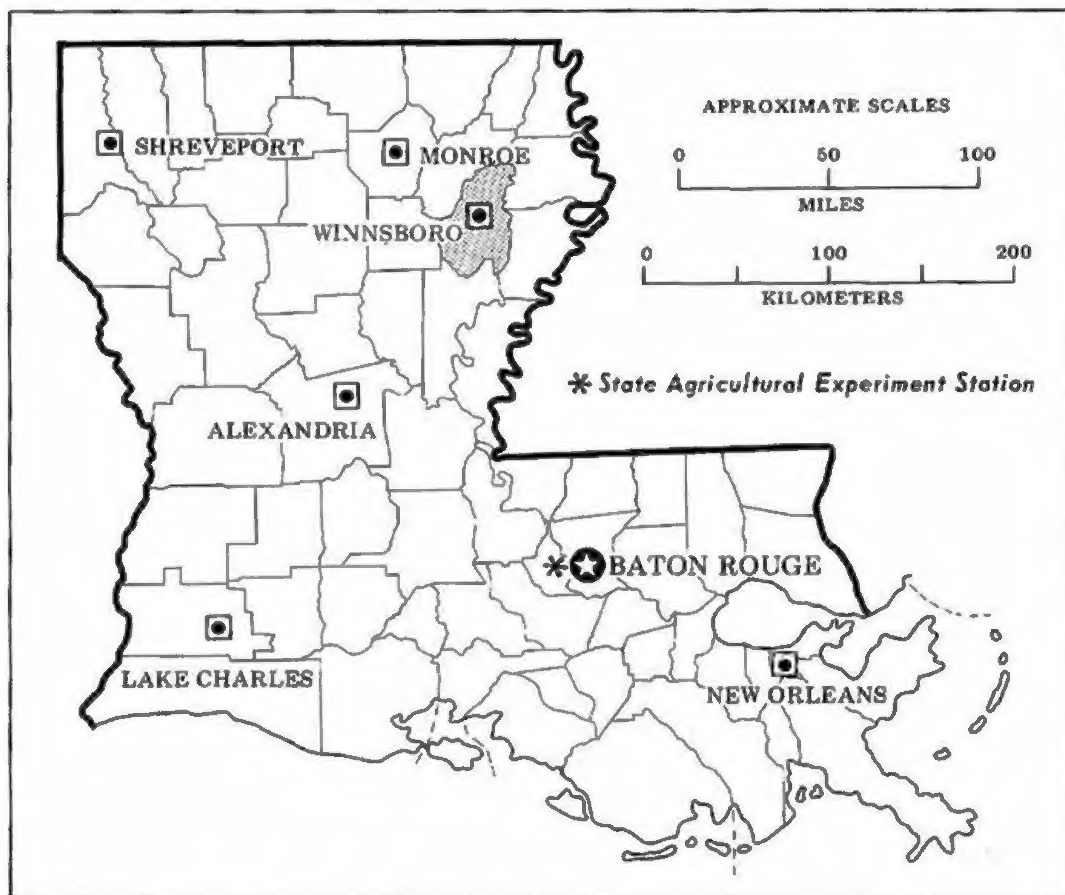 APPROXIMATE SCALES
0 50 100
MILES
0 100 200
KILOMETERS
SHREVEPORT
MONROE
WINNSBORO
* State Agricultural Experiment Station
ALEXANDRIA
* BATON ROUGE
LAKE CHARLES
NEW ORLEANS